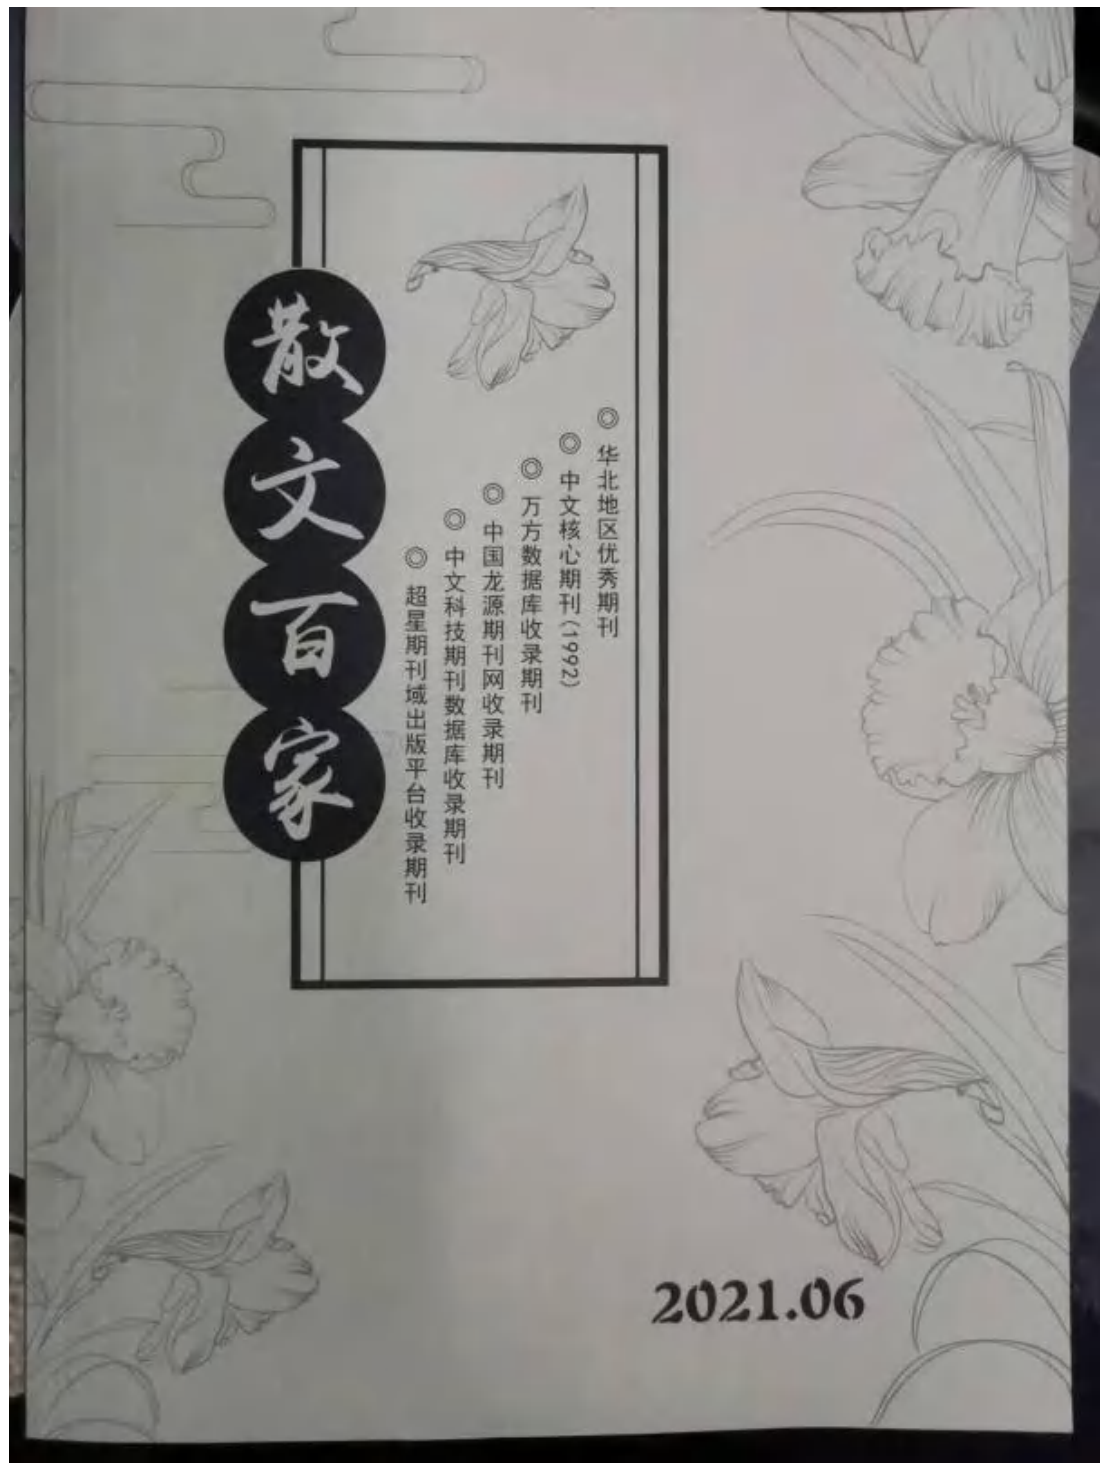 散文百家
◎ 华北地区优秀期刊
◎ 中文核心期刊(1992)
◎ 万方数据库收录期刊
◎ 中国龙源期刊网收录期刊
◎ 中文科技期刊数据库收录期刊
◎ 超星期刊域出版平台收录期刊
2021.06